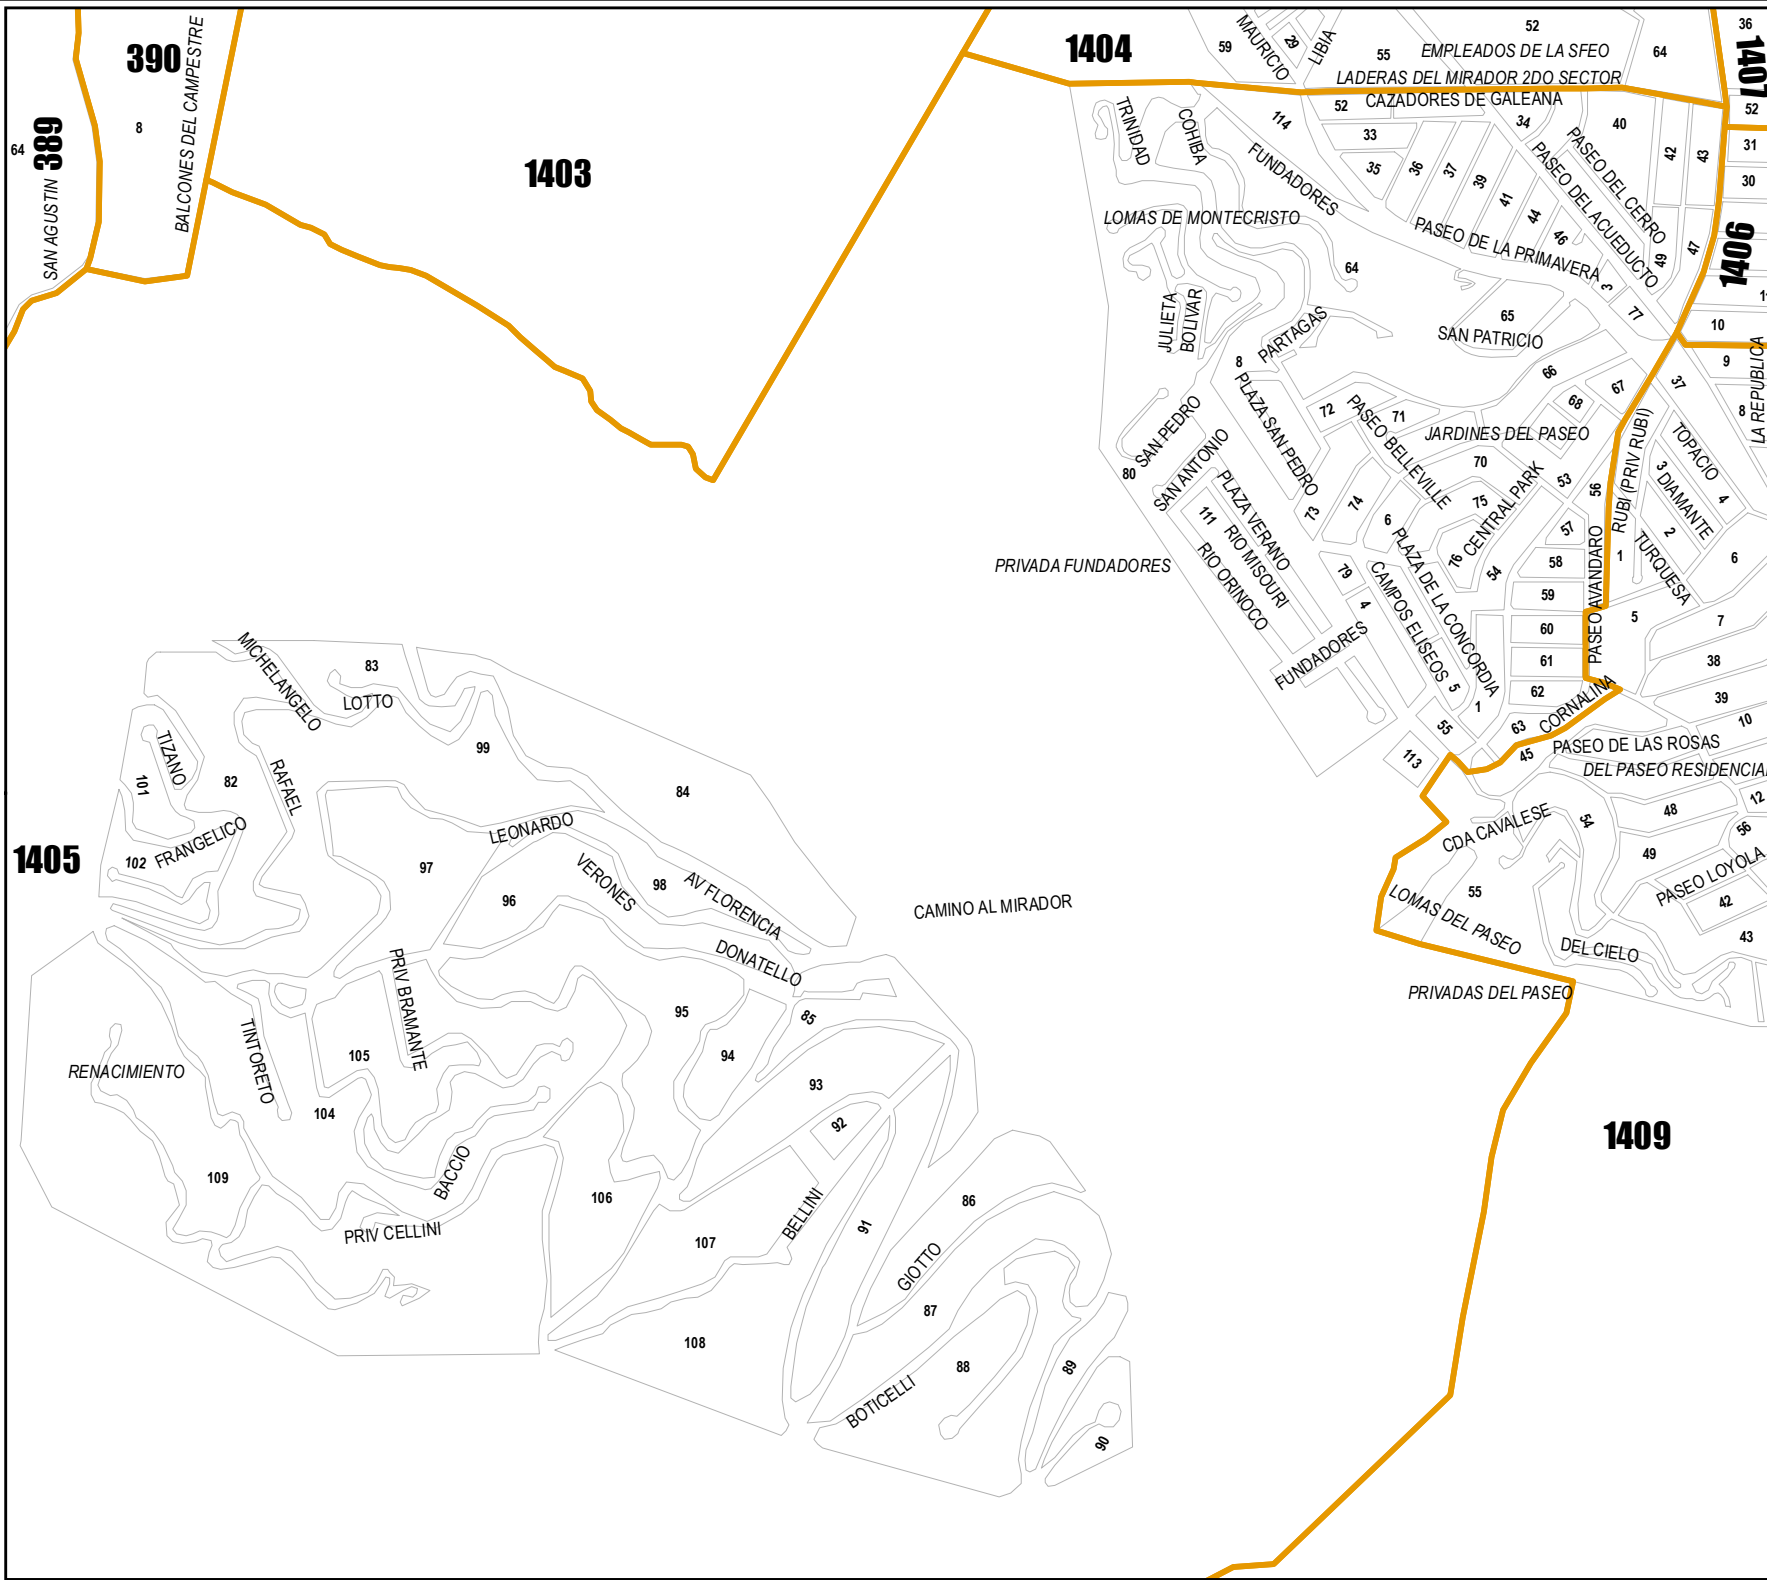 390
BALCONES DEL CAMPESTRE
8
64
389
SAN AGUSTIN
1403
1404
59
MAURICIO
29
LIBIA
55
52
EMPLEADOS DE LA SFEO
64
36
1407
LADERAS DEL MIRADOR 2DO SECTOR
52
CAZADORES DE GALEANA
34
40
52
TRINIDAD
COHIBA
114
33
35
36
37
39
41
44
46
42
43
31
30
FUNDADORES
PASEO DEL CERRO
PASEO DEL ACUEDUCTO
PASEO DE LA PRIMAVERA
LOMAS DE MONTECRISTO
49
47
1406
64
3
77
65
10
SAN PATRICIO
JULIETA
BOLIVAR
PARTAGAS
8
9
LA REPUBLICA
66
67
37
68
8
72
71
PASEO BELLEVILLE
JARDINES DEL PASEO
PLAZA SAN PEDRO
SAN PEDRO
80
SAN ANTONIO
70
TOPACIO
3
4
DIAMANTE
2
RUBI (PRIV RUBI)
53
56
CENTRAL PARK
75
74
73
111
PLAZA VERANO
RIO MISOURI
RIO ORINOCO
6
PLAZA DE LA CONCORDIA
76
54
57
58
59
60
61
62
63
1
TURQUESA
6
PASEO AVANDARO
5
7
38
39
10
PRIVADA FUNDADORES
79
4
CAMPOS ELISEOS
FUNDADORES
5
1
55
113
CORNALINA
45
PASEO DE LAS ROSAS
DEL PASEO RESIDENCIAL
12
48
56
54
49
CDA CAVALESE
55
LOMAS DEL PASEO
PASEO LOYOLA
42
43
DEL CIELO
PRIVADAS DEL PASEO
1409
MICHELANGELO
83
LOTTO
TIZANO
101
82
RAFAEL
99
84
FRANGELICO
102
1405
97
LEONARDO
VERONES
98
AV FLORENCIA
96
CAMINO AL MIRADOR
DONATELLO
PRIV BRAMANTE
95
85
94
TINTORETO
105
RENACIMIENTO
104
93
92
109
BACCIO
PRIV CELLINI
106
BELLINI
107
91
86
GIOTTO
87
108
88
89
BOTICELLI
90